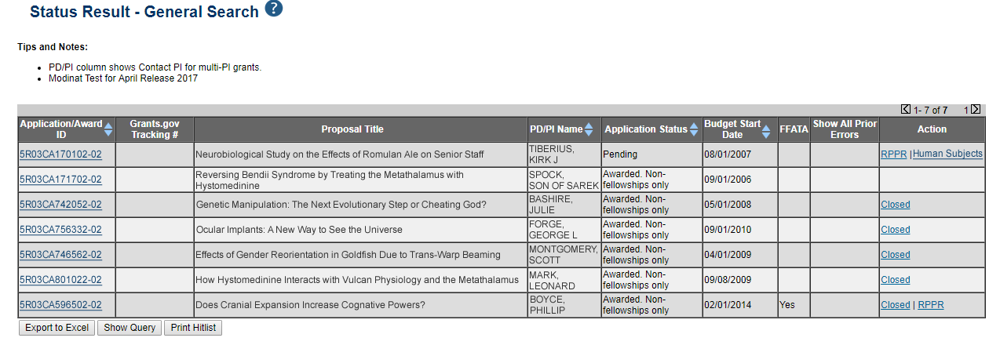 Status Result - General Search ?
Tips and Notes:
• PD/PI column shows Contact PI for multi-PI grants.
• Modinat Test for April Release 2017
1- 7 of 7 1
Application/Award ID Grants.gov Tracking # Proposal Title PD/PI Name Application Status Budget Start Date FFATA Show All Prior Errors Action
5R03CA170102-02 Neurobiological Study on the Effects of Romulan Ale on Senior Staff TIBERIUS, KIRK J Pending 08/01/2007 RPPR | Human Subjects
5R03CA171702-02 Reversing Bendii Syndrome by Treating the Metathalamus with Hystomedinine SPOCK, SON OF SAREK Awarded. Non-fellowships only 09/01/2006
5R03CA742052-02 Genetic Manipulation: The Next Evolutionary Step or Cheating God? BASHIRE, JULIE Awarded. Non-fellowships only 05/01/2008 Closed
5R03CA756332-02 Ocular Implants: A New Way to See the Universe FORGE, GEORGE L Awarded. Non-fellowships only 09/01/2010 Closed
5R03CA746562-02 Effects of Gender Reorientation in Goldfish Due to Trans-Warp Beaming MONTGOMERY, SCOTT Awarded. Non-fellowships only 04/01/2009 Closed
5R03CA801022-02 How Hystomedinine Interacts with Vulcan Physiology and the Metathalamus MARK, LEONARD Awarded. Non-fellowships only 09/08/2009 Closed
5R03CA596502-02 Does Cranial Expansion Increase Cognative Powers? BOYCE, PHILLIP Awarded. Non-fellowships only 02/01/2014 Yes Closed | RPPR
Export to Excel Show Query Print Hitlist